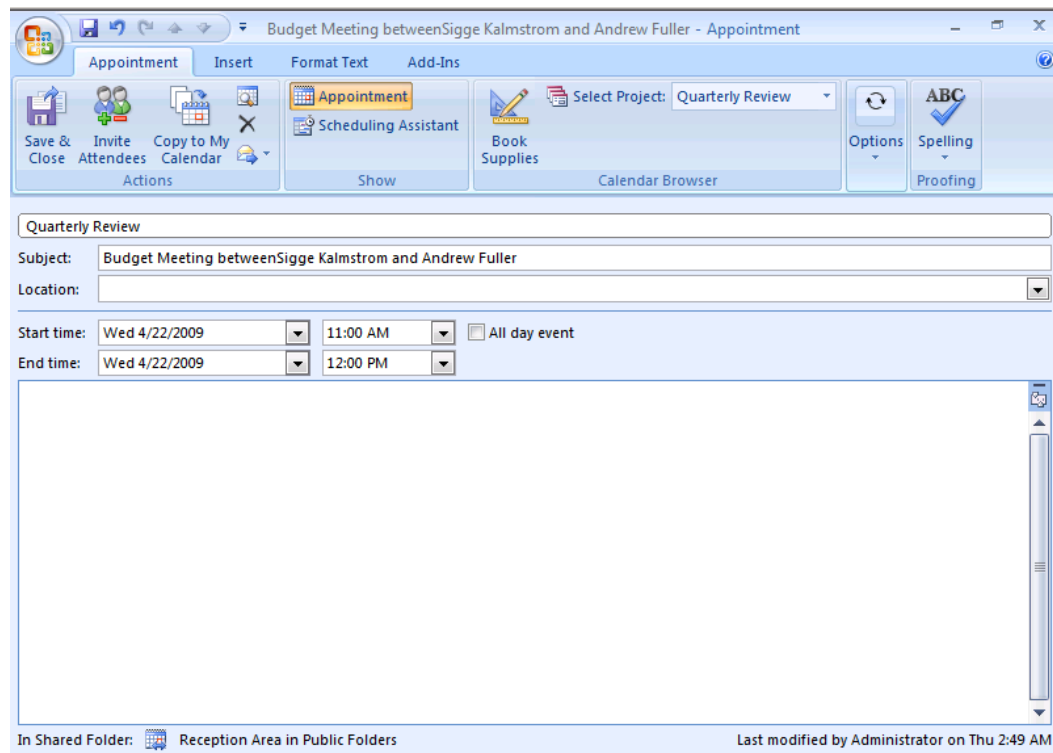 Budget Meeting betweenSigge Kalmstrom and Andrew Fuller - Appointment
Appointment Insert Format Text Add-Ins
Save & Close
Invite Attendees
Copy to My Calendar
Actions
Appointment
Scheduling Assistant
Show
Book Supplies
Select Project: Quarterly Review
Calendar Browser
Options
ABC
Spelling
Proofing
Quarterly Review
Subject: Budget Meeting betweenSigge Kalmstrom and Andrew Fuller
Location:
Start time: Wed 4/22/2009 11:00 AM All day event
End time: Wed 4/22/2009 12:00 PM
In Shared Folder: Reception Area in Public Folders Last modified by Administrator on Thu 2:49 AM